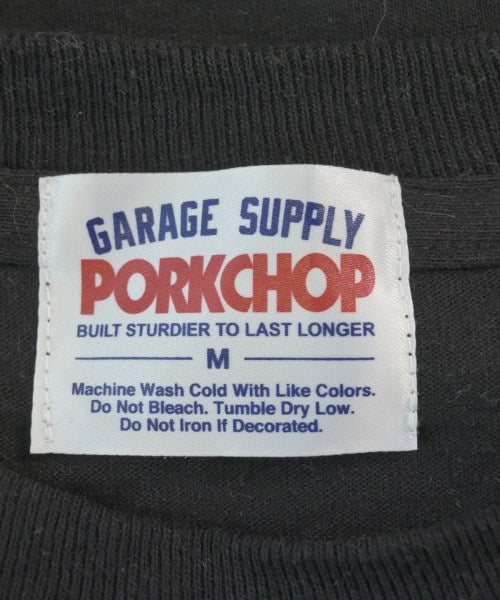 GARAGE SUPPLY
PORKCHOP
BUILT STURDIER TO LAST LONGER
M
Machine Wash Cold With Like Colors.
Do Not Bleach. Tumble Dry Low.
Do Not Iron If Decorated.